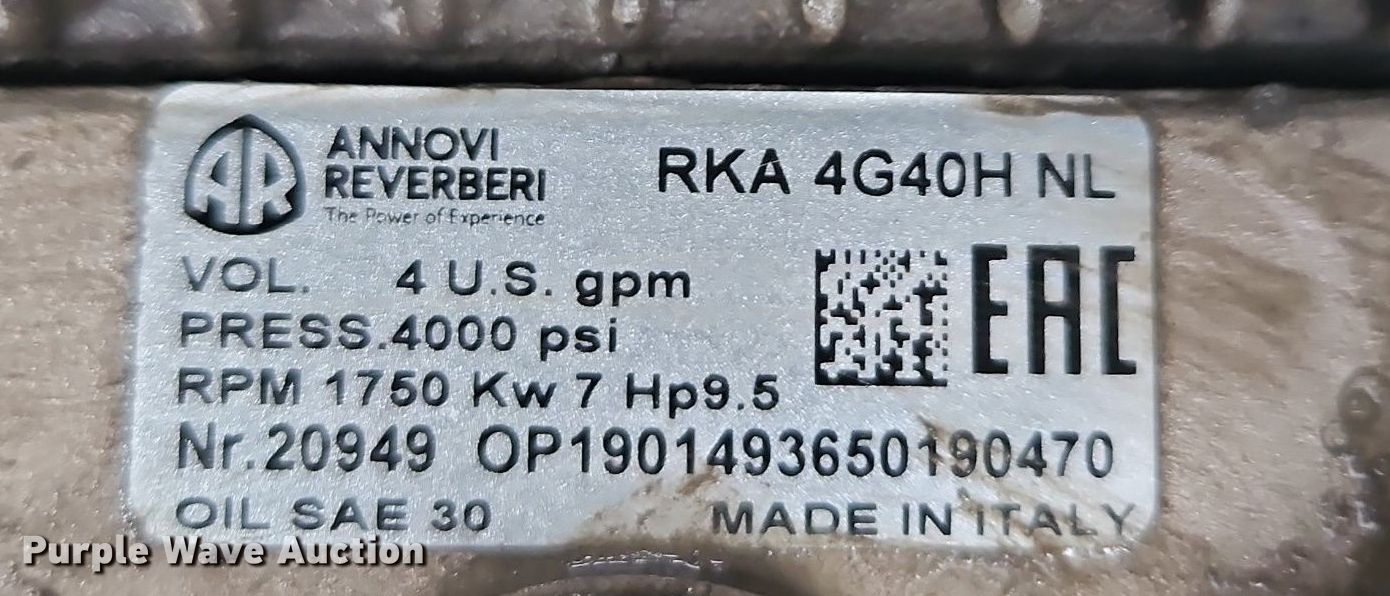 AR
ANNOVI
REVERBERI
The Power of Experience
RKA 4G40H NL
VOL. 4 U.S. gpm
PRESS.4000 psi
EAC
RPM 1750 Kw 7 Hp9.5
Nr.20949 OP1901493650190470
OIL SAE 30 MADE IN ITALY
Purple Wave Auction